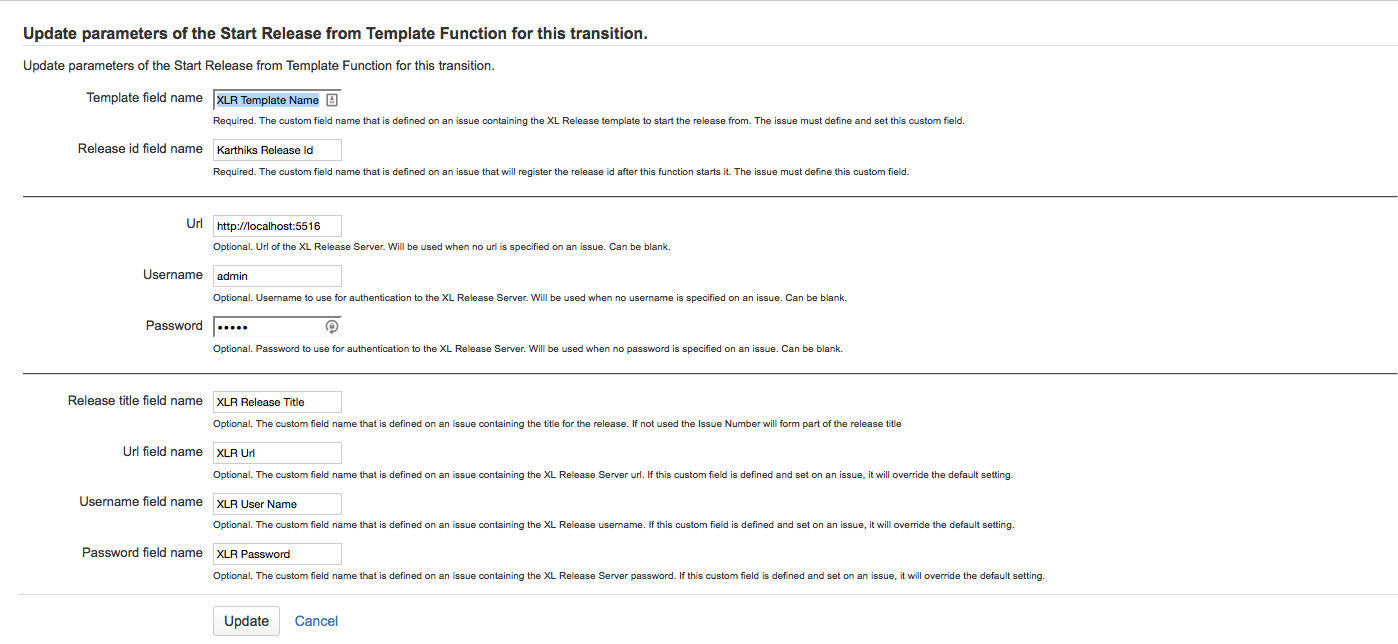 Update parameters of the Start Release from Template Function for this transition.
Update parameters of the Start Release from Template Function for this transition.
Template field name XLR Template Name
Required. The custom field name that is defined on an issue containing the XL Release template to start the release from. The issue must define and set this custom field.
Release id field name Karthiks Release Id
Required. The custom field name that is defined on an issue that will register the release id after this function starts it. The issue must define this custom field.
Url http://localhost:5516
Optional. Url of the XL Release Server. Will be used when no url is specified on an issue. Can be blank.
Username admin
Optional. Username to use for authentication to the XL Release Server. Will be used when no username is specified on an issue. Can be blank.
Password •••••
Optional. Password to use for authentication to the XL Release Server. Will be used when no password is specified on an issue. Can be blank.
Release title field name XLR Release Title
Optional. The custom field name that is defined on an issue containing the title for the release. If not used the Issue Number will form part of the release title
Url field name XLR Url
Optional. The custom field name that is defined on an issue containing the XL Release Server url. If this custom field is defined and set on an issue, it will override the default setting.
Username field name XLR User Name
Optional. The custom field name that is defined on an issue containing the XL Release username. If this custom field is defined and set on an issue, it will override the default setting.
Password field name XLR Password
Optional. The custom field name that is defined on an issue containing the XL Release Server password. If this custom field is defined and set on an issue, it will override the default setting.
Update Cancel